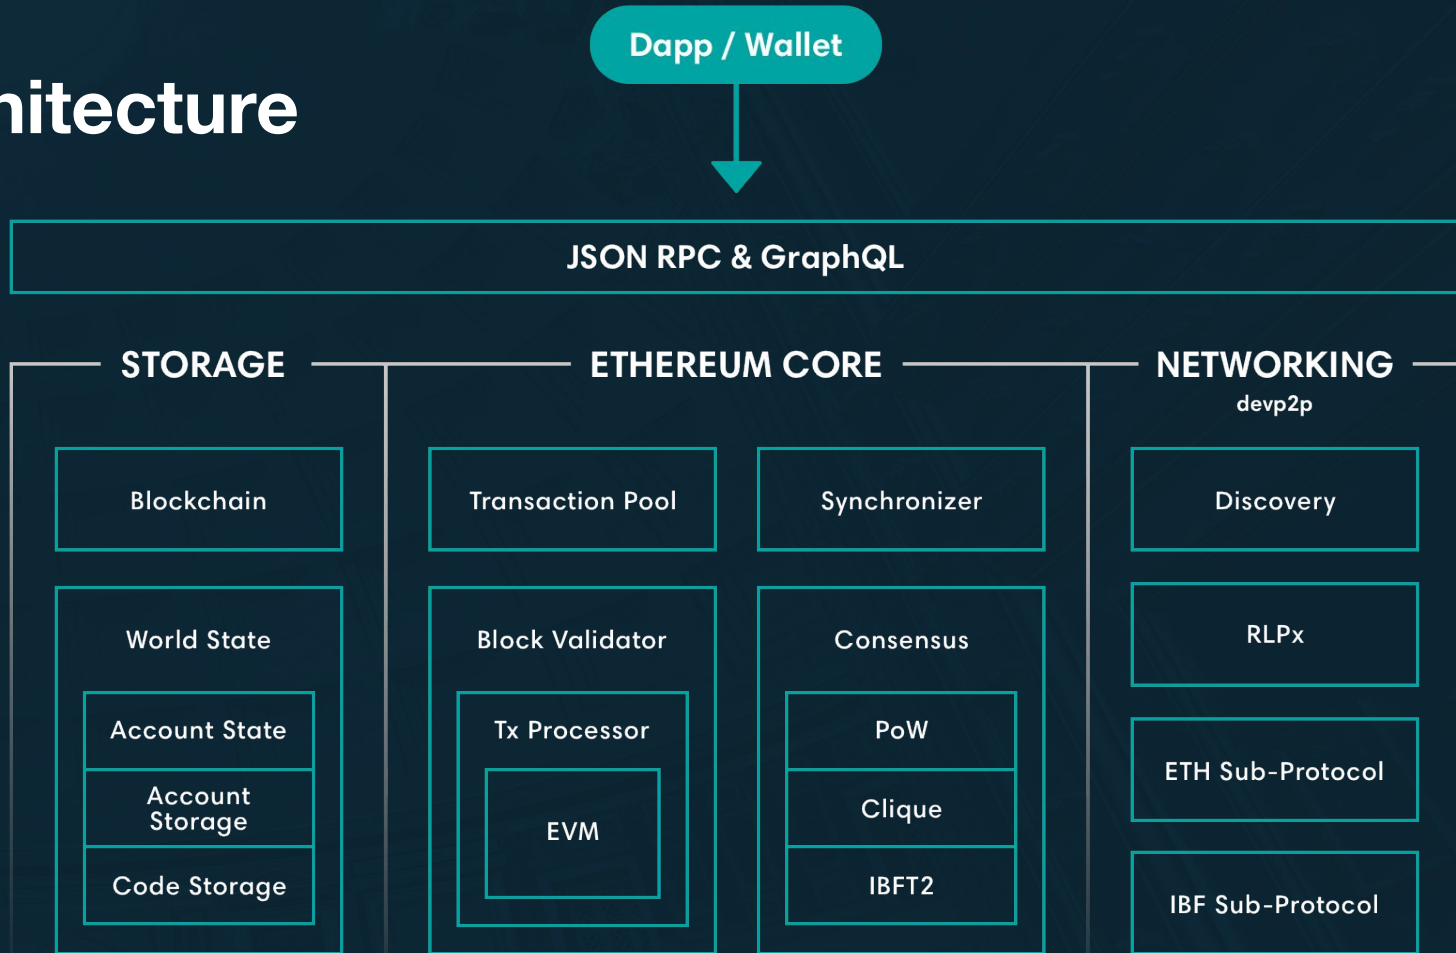 Dapp / Wallet
hitecture
JSON RPC & GraphQL
STORAGE
Blockchain
World State
Account State
Account
Storage
Code Storage
ETHEREUM CORE
Transaction Pool
Synchronizer
Block Validator
Tx Processor
EVM
Consensus
PoW
Clique
IBFT2
NETWORKING
devp2p
Discovery
RLPx
ETH Sub-Protocol
IBF Sub-Protocol